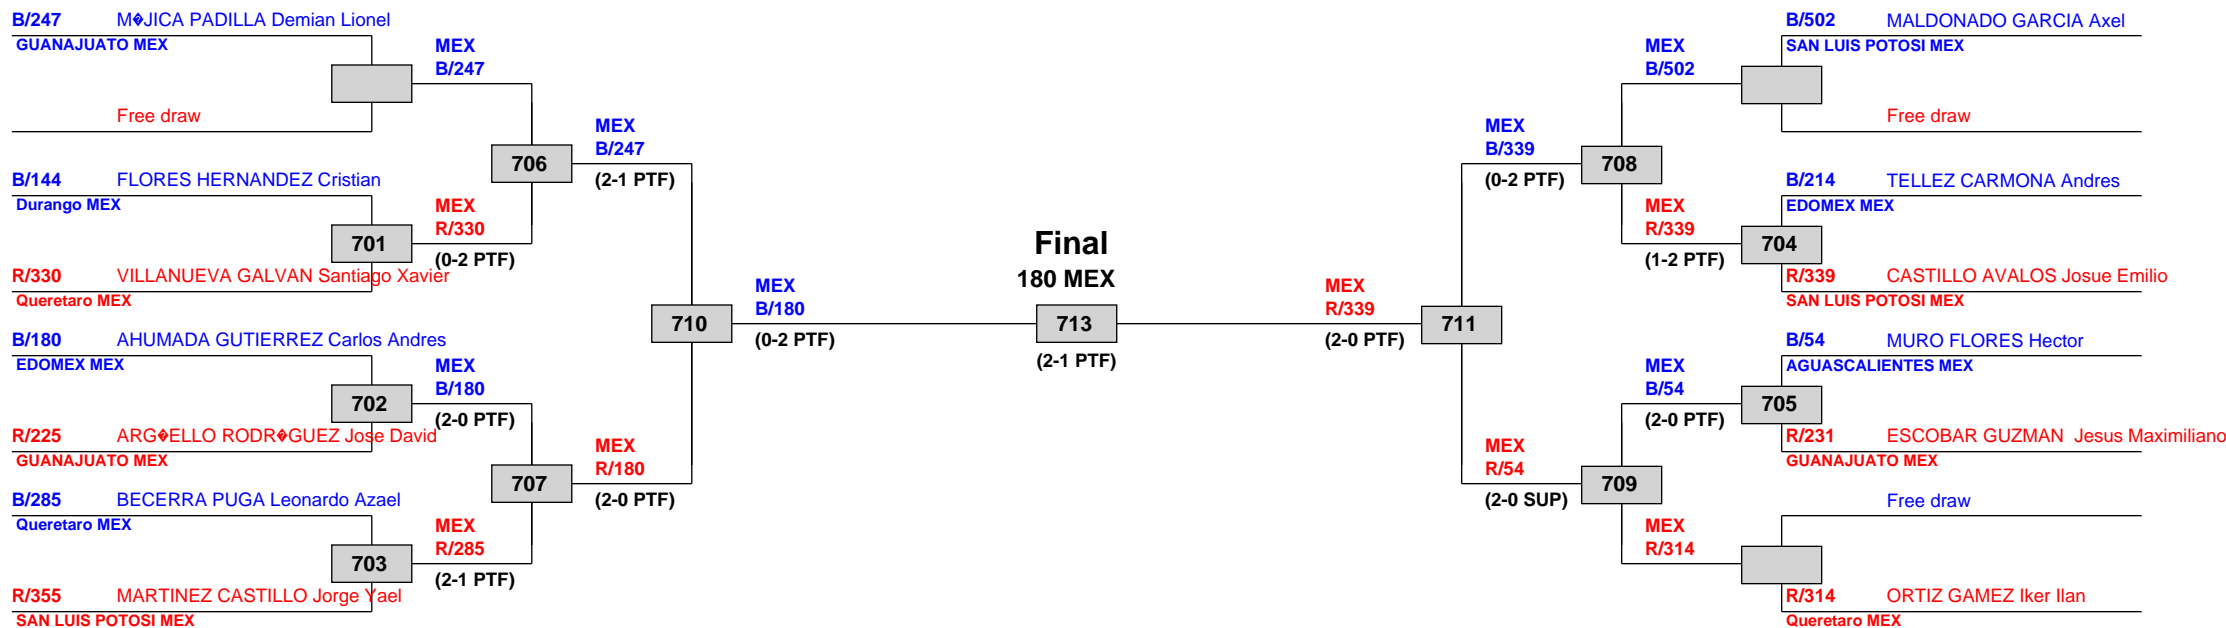 B/247 M�JICA PADILLA Demian Lionel
GUANAJUATO MEX
MEX
B/247
Free draw
MEX
B/247
706
(2-1 PTF)
B/144 FLORES HERNANDEZ Cristian
Durango MEX
MEX
R/330
701
(0-2 PTF)
R/330 VILLANUEVA GALVAN Santiago Xavier
Queretaro MEX
MEX
B/180
710
(0-2 PTF)
B/180 AHUMADA GUTIERREZ Carlos Andres
EDOMEX MEX
MEX
B/180
702
(2-0 PTF)
R/225 ARG�ELLO RODR�GUEZ Jose David
GUANAJUATO MEX
MEX
R/180
707
(2-0 PTF)
B/285 BECERRA PUGA Leonardo Azael
Queretaro MEX
MEX
R/285
703
(2-1 PTF)
R/355 MARTINEZ CASTILLO Jorge Yael
SAN LUIS POTOSI MEX
Final
180 MEX
713
(2-1 PTF)
B/502 MALDONADO GARCIA Axel
SAN LUIS POTOSI MEX
MEX
B/502
Free draw
MEX
B/339
708
(0-2 PTF)
B/214 TELLEZ CARMONA Andres
EDOMEX MEX
MEX
R/339
704
(1-2 PTF)
R/339 CASTILLO AVALOS Josue Emilio
SAN LUIS POTOSI MEX
MEX
R/339
711
(2-0 PTF)
B/54 MURO FLORES Hector
AGUASCALIENTES MEX
MEX
B/54
705
(2-0 PTF)
R/231 ESCOBAR GUZMAN  Jesus Maximiliano
GUANAJUATO MEX
MEX
R/54
709
(2-0 SUP)
Free draw
MEX
R/314
R/314 ORTIZ GAMEZ Iker Ilan
Queretaro MEX